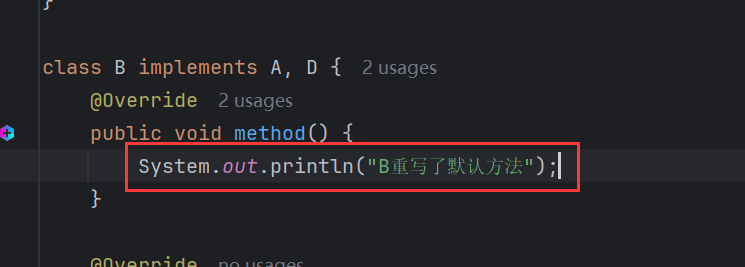 }
class B implements A, D { 2 usages
@Override 2 usages
public void method() {
System.out.println("B重写了默认方法");
}
@Override no usages